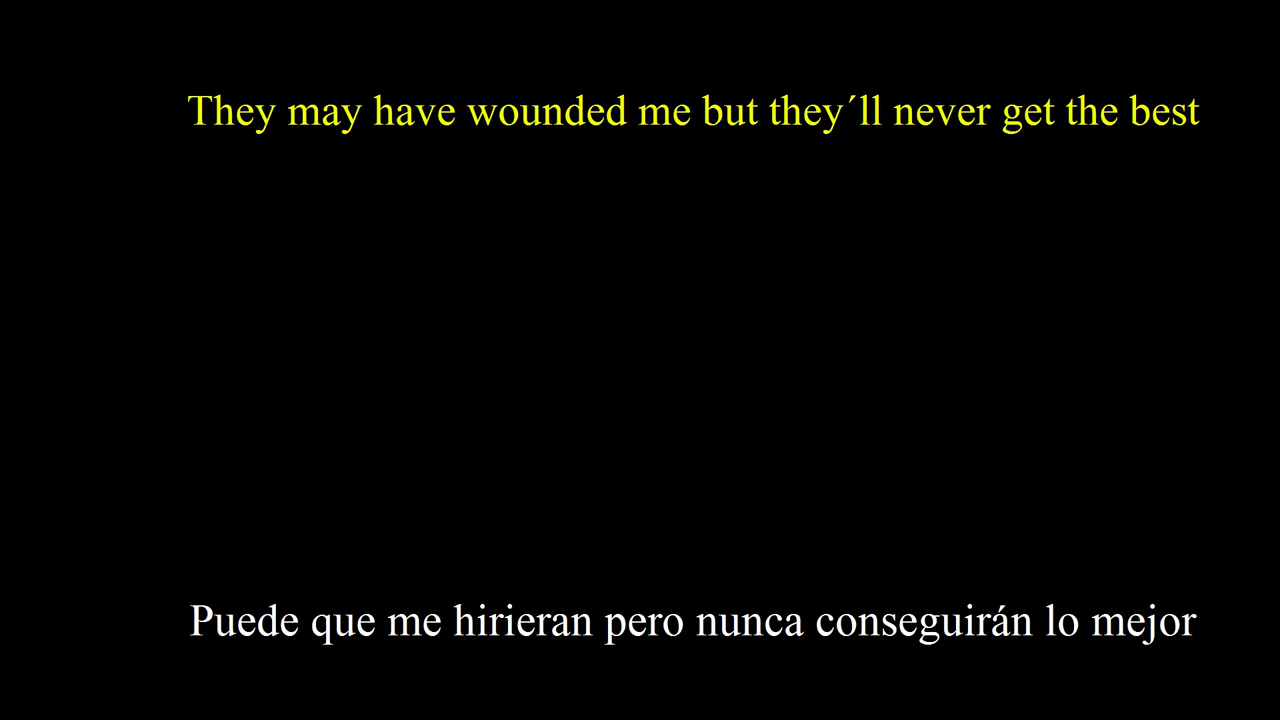 They may have wounded me but they´ll never get the best
Puede que me hirieran pero nunca conseguirán lo mejor